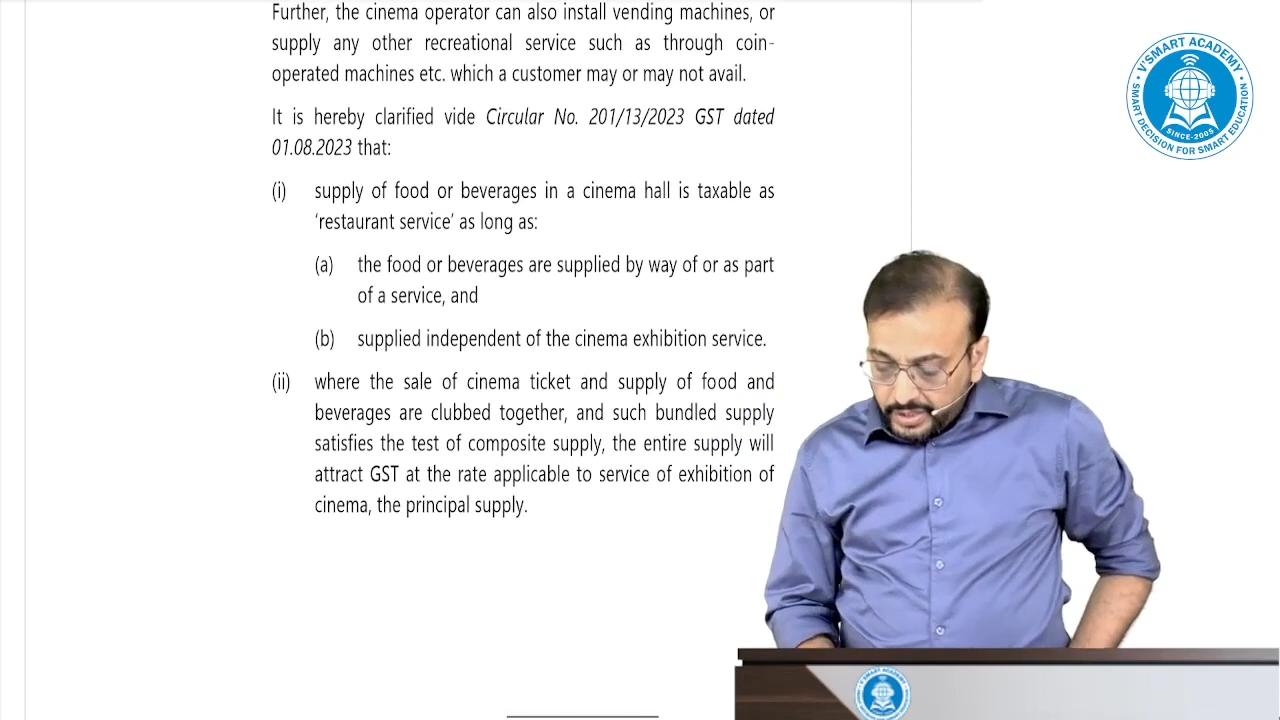 Further, the cinema operator can also install vending machines, or
supply any other recreational service such as through coin-
operated machines etc. which a customer may or may not avail.
It is hereby clarified vide Circular No. 201/13/2023 GST dated
01.08.2023 that:
(i) supply of food or beverages in a cinema hall is taxable as
‘restaurant service’ as long as:
(a) the food or beverages are supplied by way of or as part
of a service, and
(b) supplied independent of the cinema exhibition service.
(ii) where the sale of cinema ticket and supply of food and
beverages are clubbed together, and such bundled supply
satisfies the test of composite supply, the entire supply will
attract GST at the rate applicable to service of exhibition of
cinema, the principal supply.
V'SMART ACADEMY
SINCE-2005
SMART DECISION FOR SMART EDUCATION